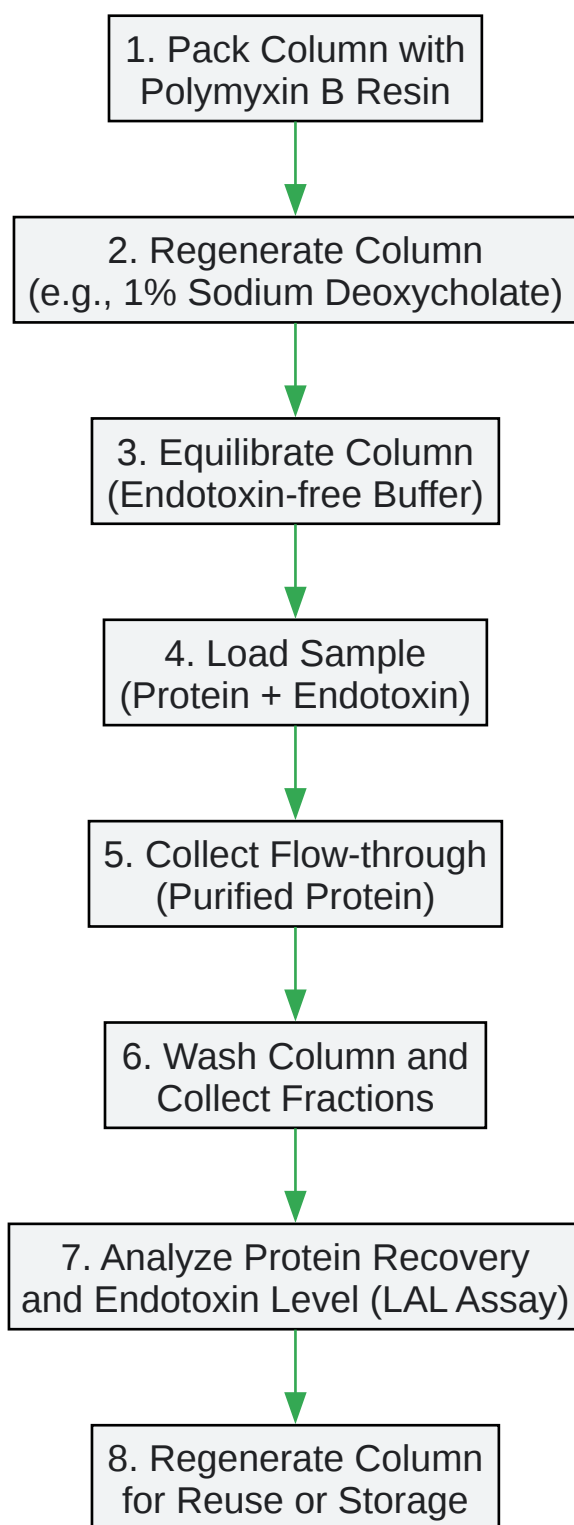 1. Pack Column with
Polymyxin B Resin
2. Regenerate Column
(e.g., 1% Sodium Deoxycholate)
3. Equilibrate Column
(Endotoxin-free Buffer)
4. Load Sample
(Protein + Endotoxin)
5. Collect Flow-through
(Purified Protein)
6. Wash Column and
Collect Fractions
7. Analyze Protein Recovery
and Endotoxin Level (LAL Assay)
8. Regenerate Column
for Reuse or Storage